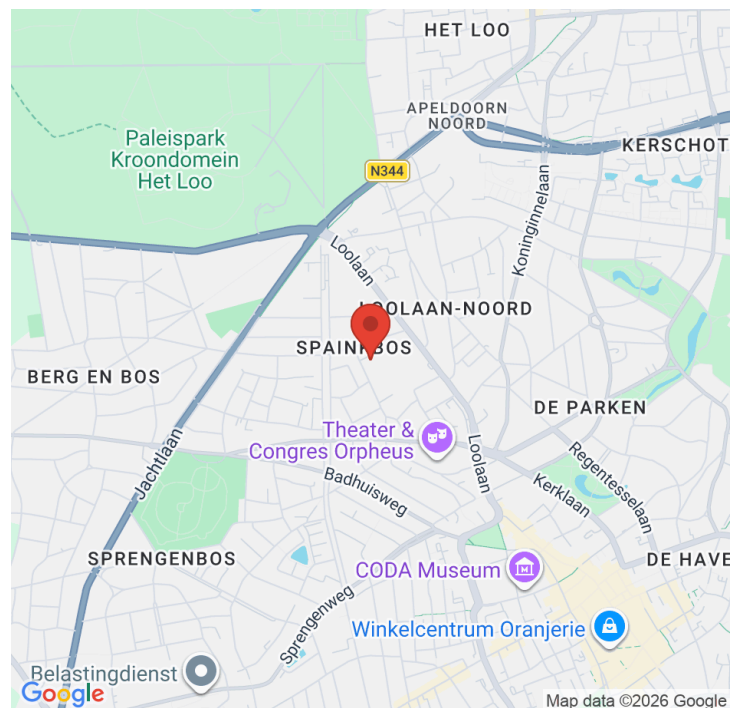 HET LOO
APELDOORN
NOORD
KERSCHOT
Paleispark
Kroondomein
Het Loo
N344
Koninginnelaan
Loolaan
LOOLAAN-NOORD
SPAINKBOS
BERG EN BOS
DE PARKEN
Theater &
Congres Orpheus
Loolaan
Regentesselaan
Jachtlaan
Badhuisweg
Kerklaan
SPRENGENBOS
DE HAVE
CODA Museum
Sprengenweg
Winkelcentrum Oranjerie
Belastingdienst
Google
Map data ©2026 Google